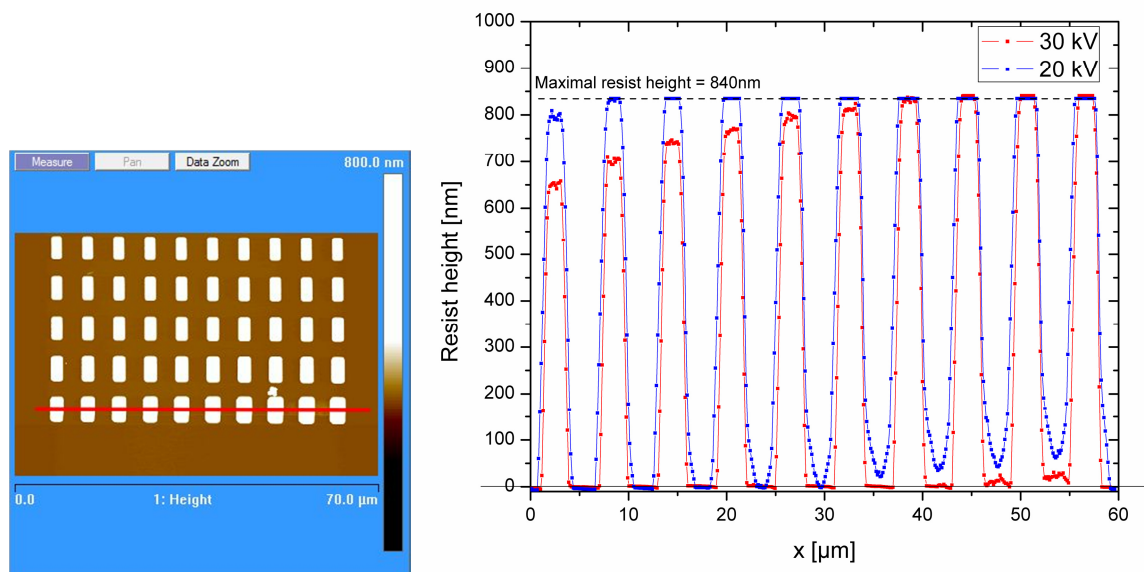 Measure Pan Data Zoom 800.0 nm
0.0 1: Height 70.0 µm
1000
900
800
700
600
500
400
300
200
100
0
Resist height [nm]
Maximal resist height = 840nm
30 kV
20 kV
0 10 20 30 40 50 60
x [µm]